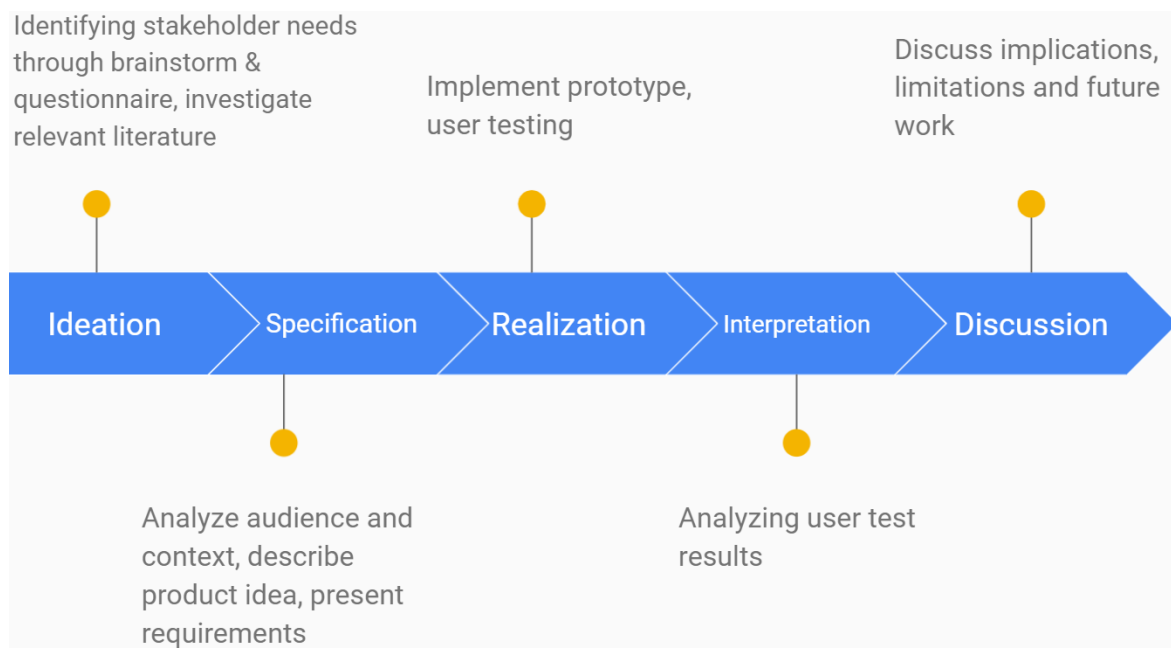 Identifying stakeholder needs
through brainstorm &
questionnaire, investigate
relevant literature
Implement prototype,
user testing
Discuss implications,
limitations and future
work
Ideation
Specification
Realization
Interpretation
Discussion
Analyze audience and
context, describe
product idea, present
requirements
Analyzing user test
results